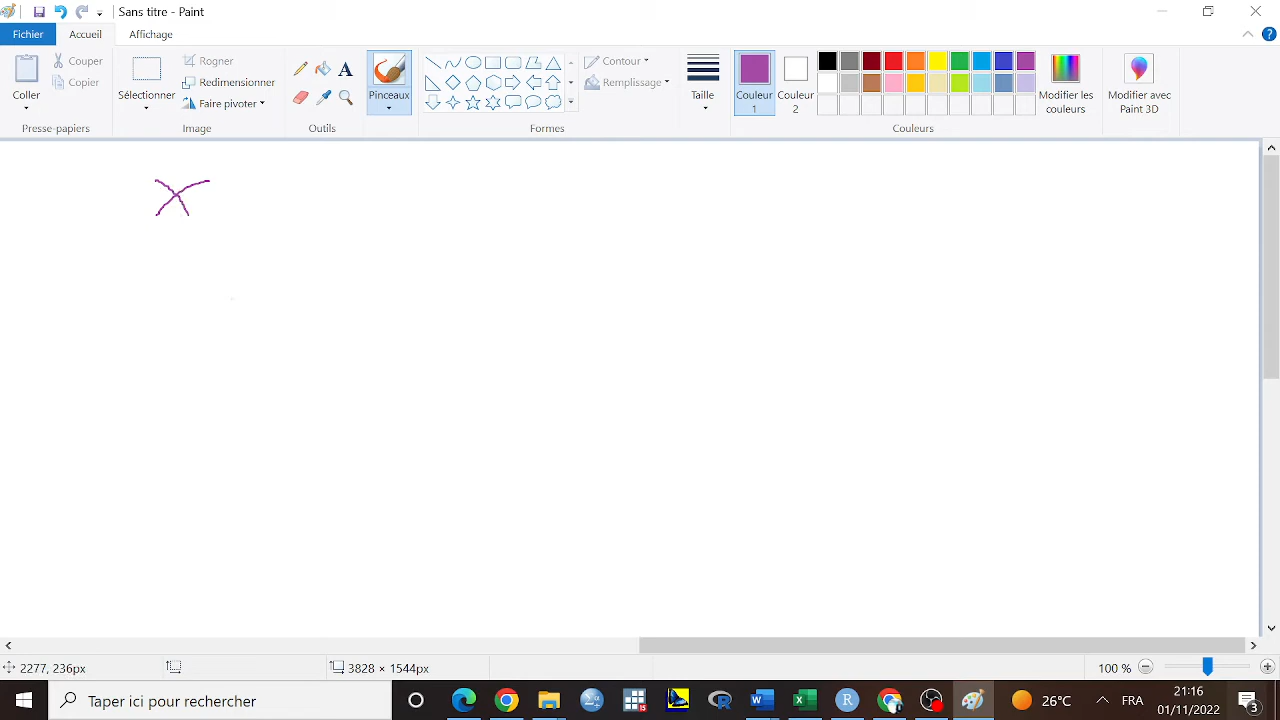 Sans titre - Paint
Fichier Accueil Affichage
Coller
Couper
Copier
Presse-papiers
Sélectionner
Rogner
Redimensionner
Faire pivoter
Image
Outils
Pinceaux
Contour
Remplissage
Formes
Taille
Couleur 1
Couleur 2
Modifier les couleurs
Couleurs
Modifier avec Paint 3D
X
2277, 236px 3828 × 1544px 100 %
Taper ici pour rechercher 26°C FRA 21:16
01/11/2022
3